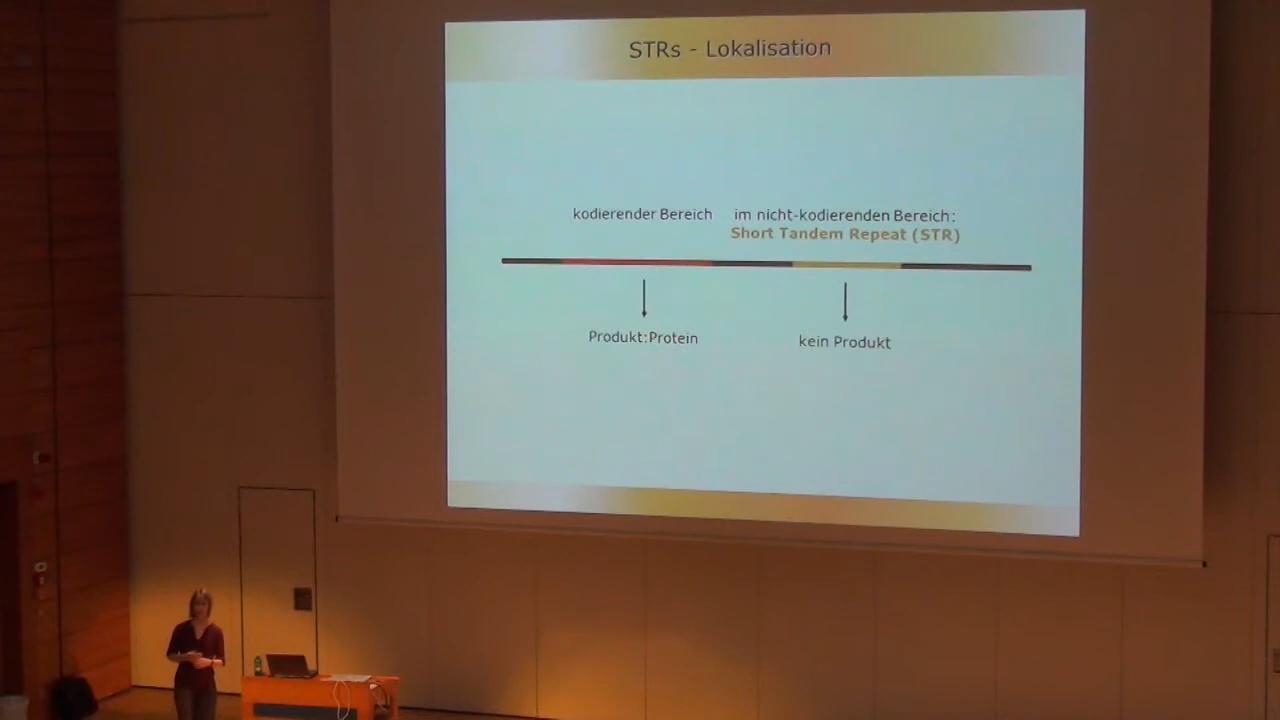 STRs - Lokalisation
kodierender Bereich
im nicht-kodierenden Bereich:
Short Tandem Repeat (STR)
Produkt:Protein
kein Produkt